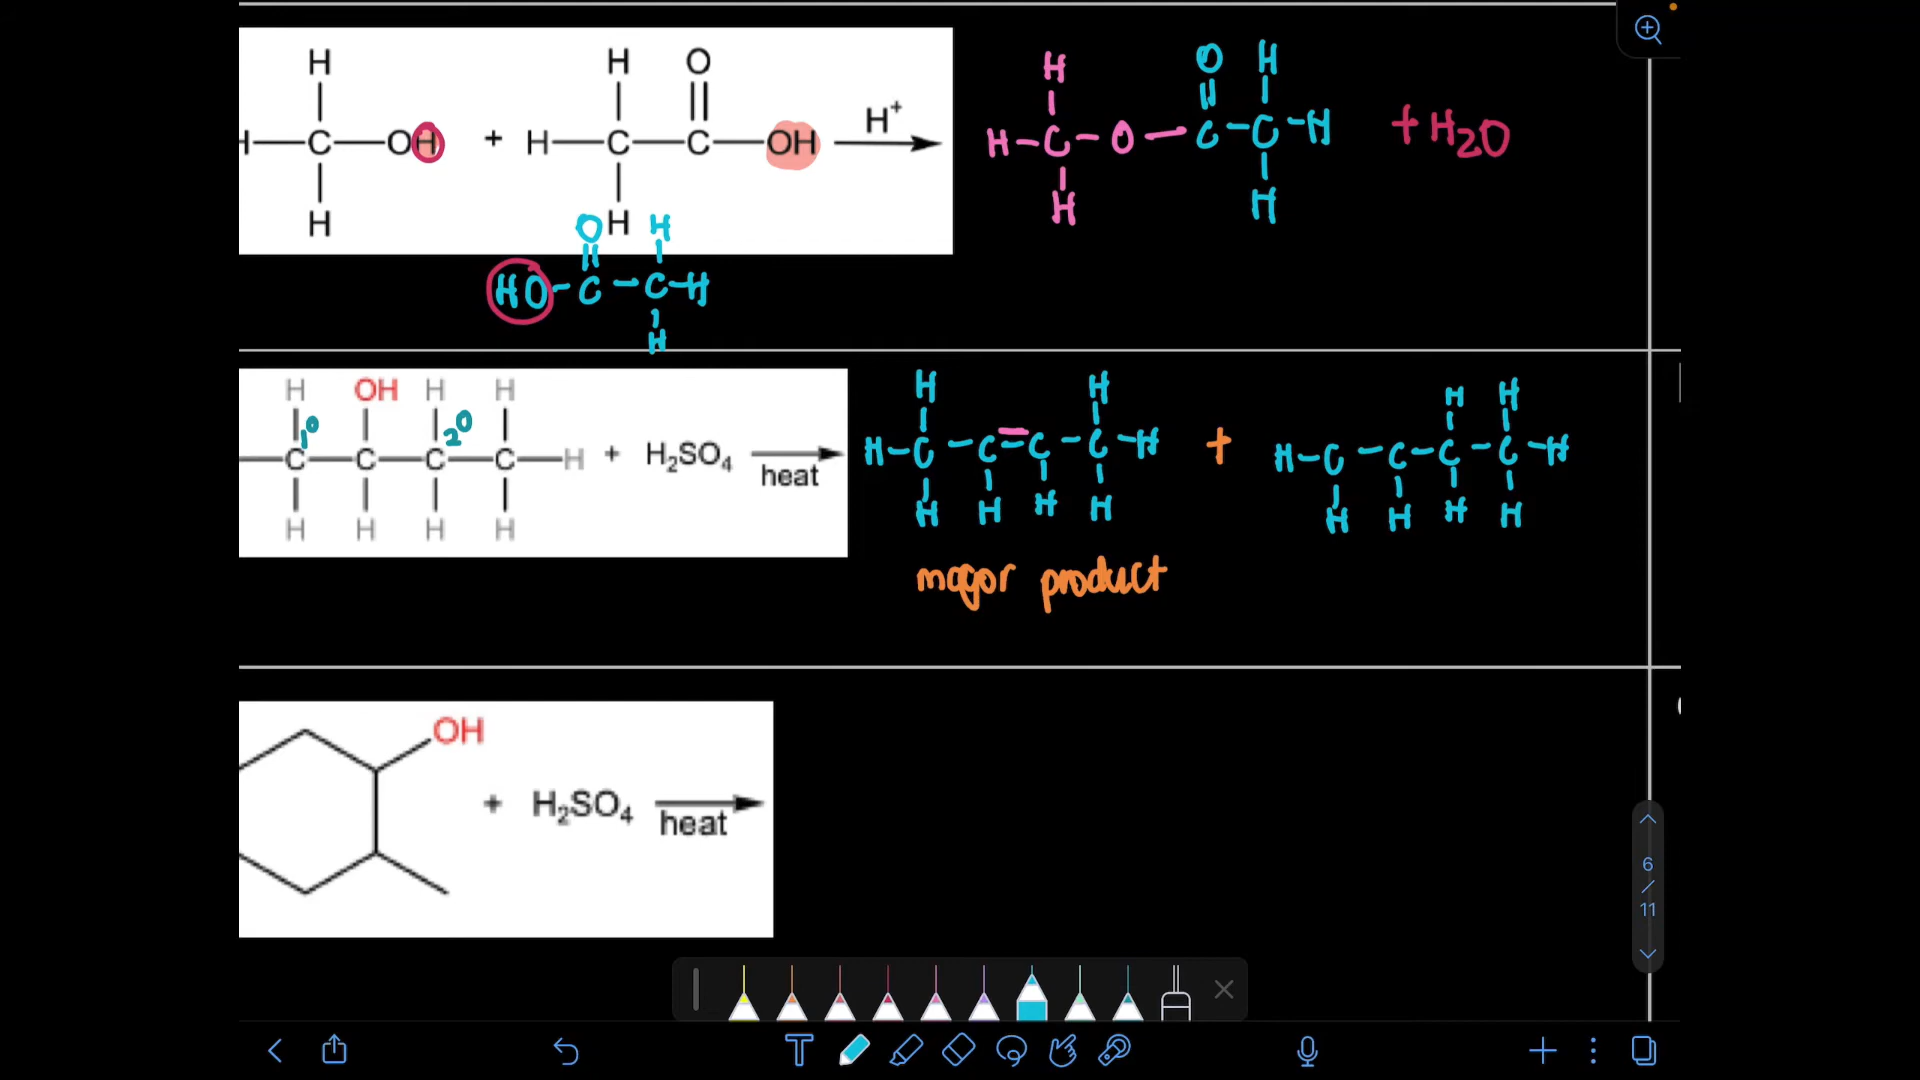 H H O H O H
H—C—OH + H—C—C—OH H⁺ H—C—O—C—C—H + H₂O
H H H H
O H
HO—C—C—H
H
H OH H H H H H H
1° 2°
C—C—C—C—H + H₂SO₄ heat H—C—C=C—C—H + H—C—C—C—C—H
H H H H H H H H H H H H
major product
OH
+ H₂SO₄ heat
6
/
11
T